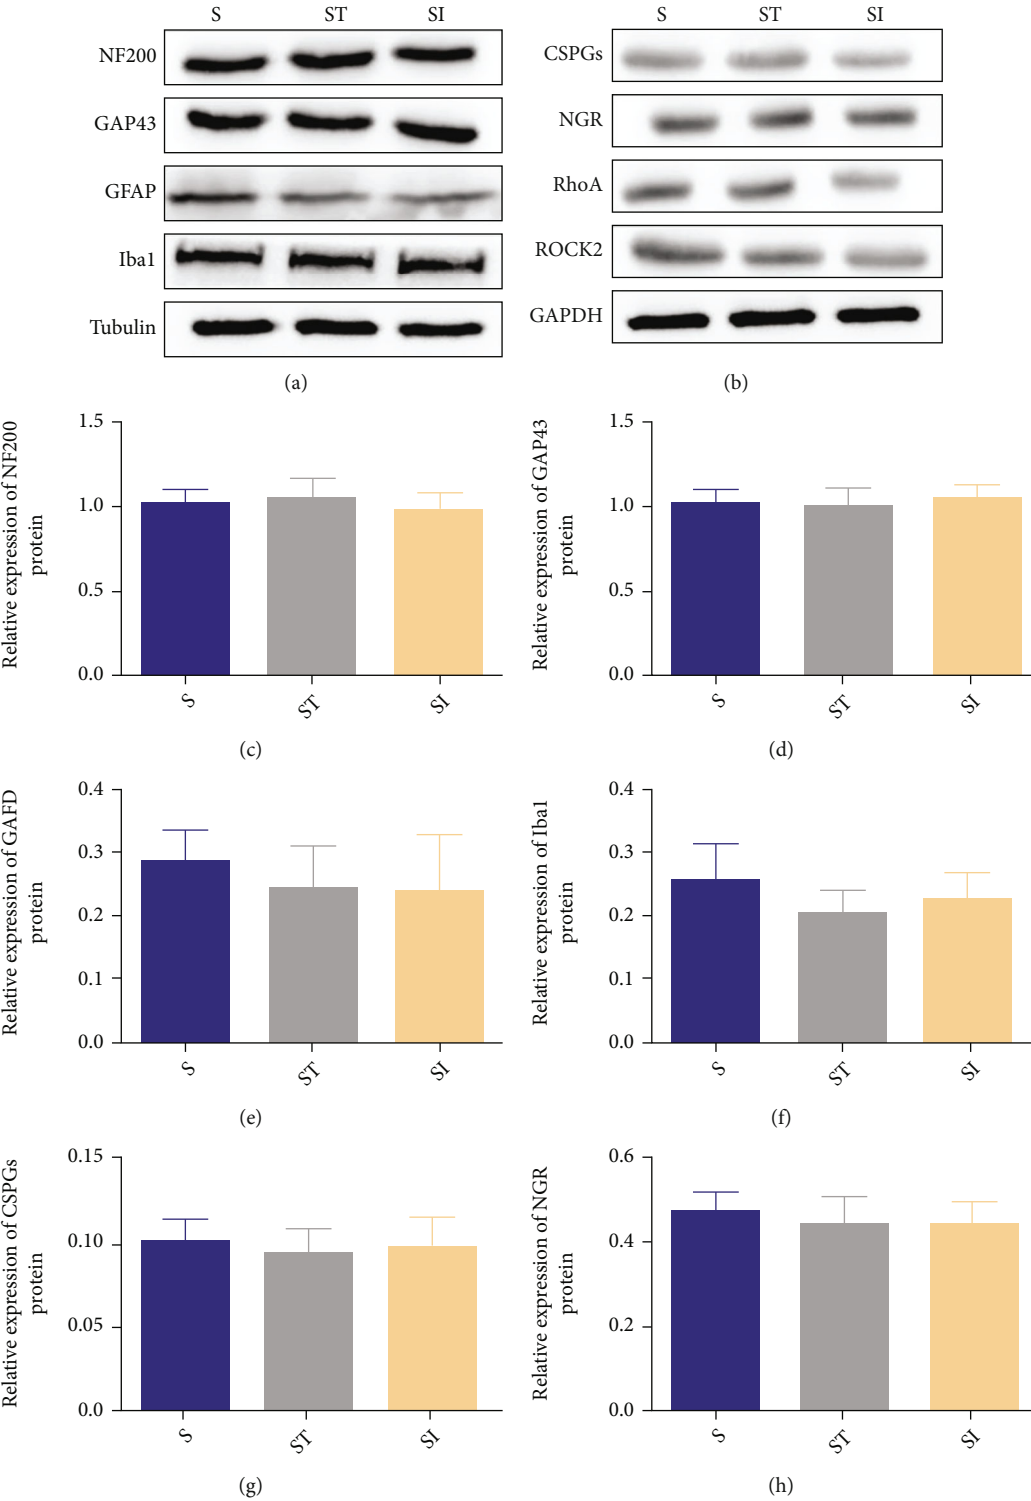 S ST SI
NF200
GAP43
GFAP
Iba1
Tubulin
(a)
S ST SI
CSPGs
NGR
RhoA
ROCK2
GAPDH
(b)
Relative expression of NF200
protein
1.5
1.0
0.5
0.0
S ST SI
(c)
Relative expression of GAP43
protein
1.5
1.0
0.5
0.0
S ST SI
(d)
Relative expression of GAFD
protein
0.4
0.3
0.2
0.1
0.0
S ST SI
(e)
Relative expression of Iba1
protein
0.4
0.3
0.2
0.1
0.0
S ST SI
(f)
Relative expression of CSPGs
protein
0.15
0.10
0.05
0.0
S ST SI
(g)
Relative expression of NGR
protein
0.6
0.4
0.2
0.0
S ST SI
(h)